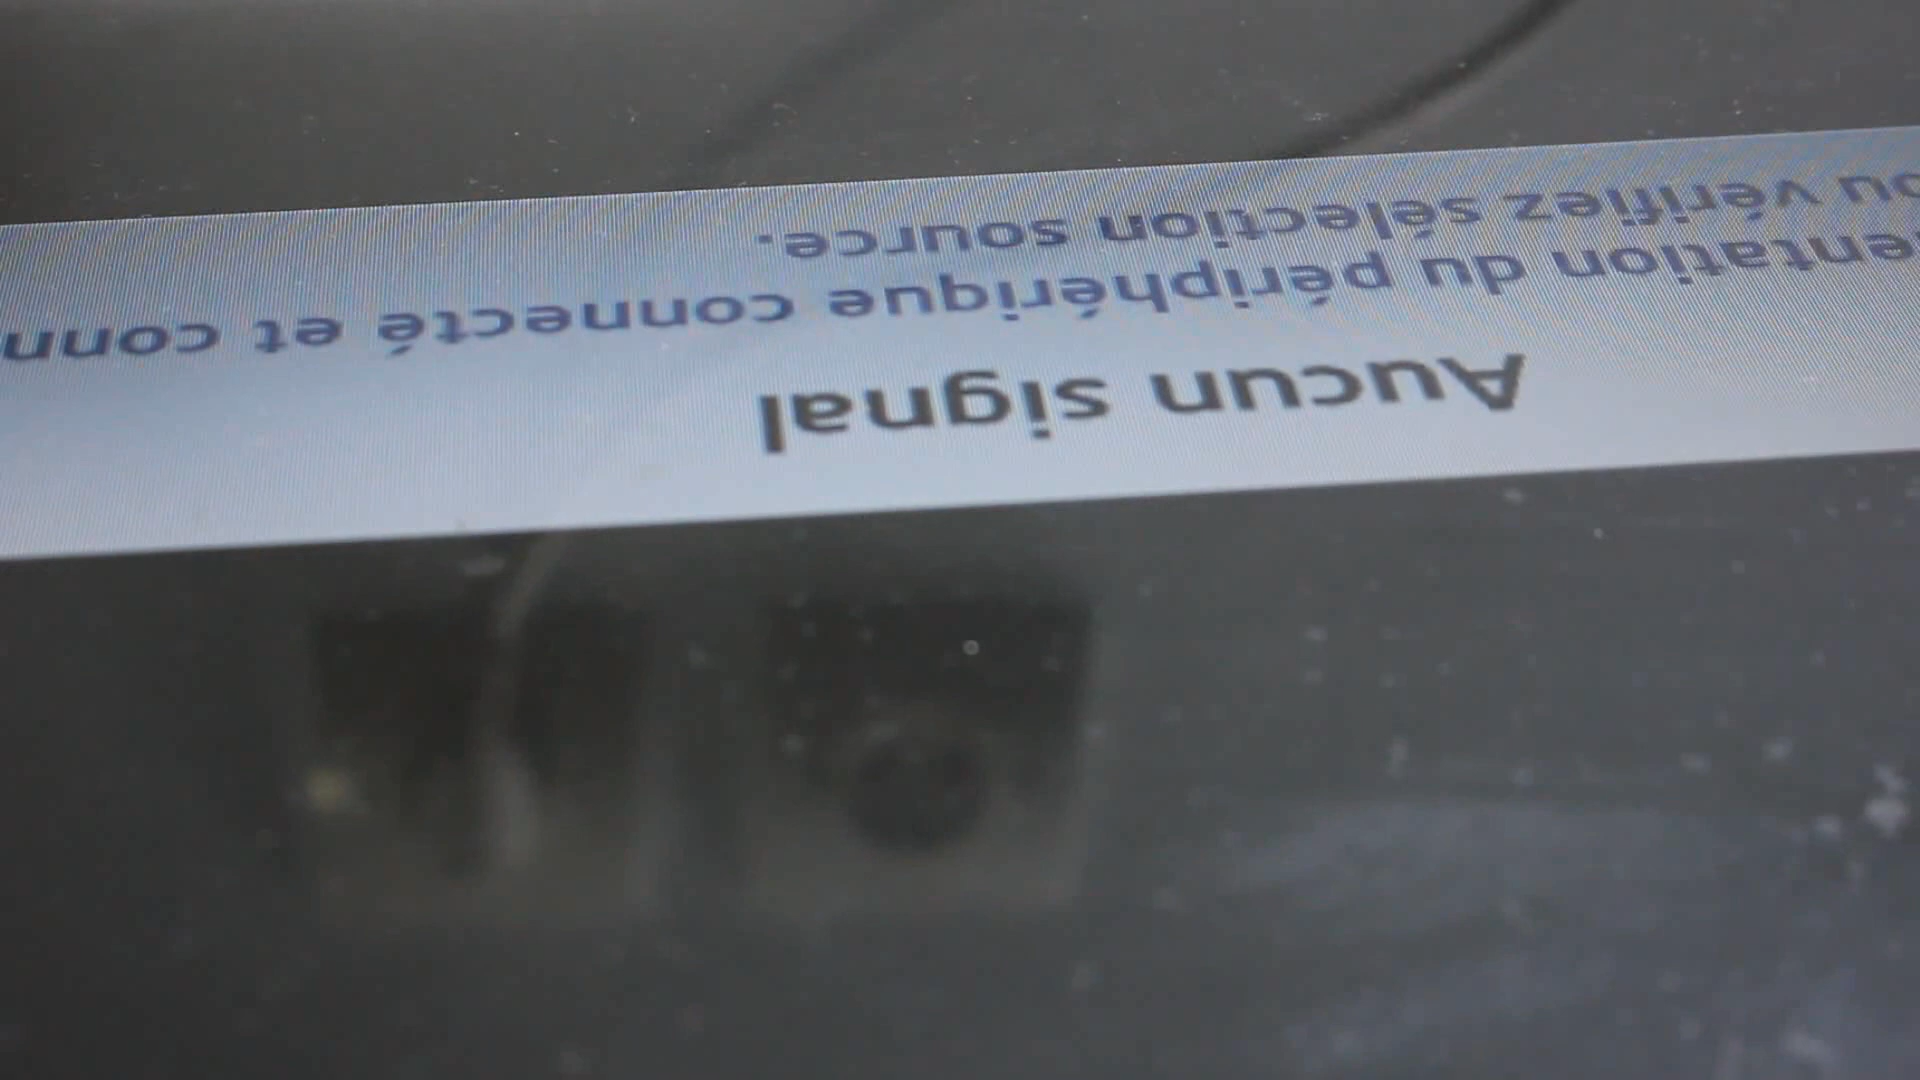 Aucun signal
entation du périphérique connecté et conn
ou vérifiez sélection source.